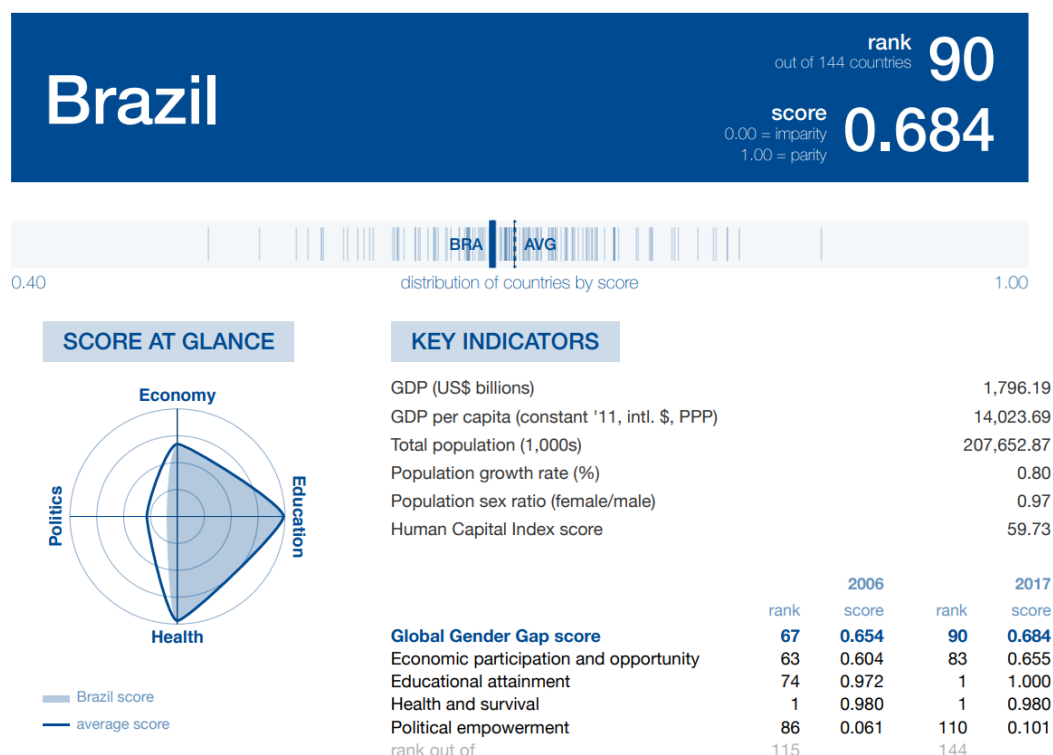 Brazil
rank
out of 144 countries
90
score
0.00 = imparity
1.00 = parity
0.684
BRA
AVG
0.40
distribution of countries by score
1.00
SCORE AT GLANCE
Economy
Education
Politics
Health
Brazil score
average score
KEY INDICATORS
GDP (US$ billions) 1,796.19
GDP per capita (constant '11, intl. $, PPP) 14,023.69
Total population (1,000s) 207,652.87
Population growth rate (%) 0.80
Population sex ratio (female/male) 0.97
Human Capital Index score 59.73
2006 2017
rank score rank score
Global Gender Gap score 67 0.654 90 0.684
Economic participation and opportunity 63 0.604 83 0.655
Educational attainment 74 0.972 1 1.000
Health and survival 1 0.980 1 0.980
Political empowerment 86 0.061 110 0.101
rank out of 115 144